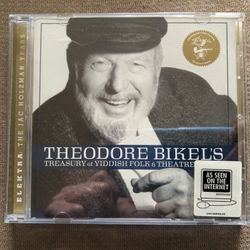 ELEKTRA: THE JAC HOLZMAN YEARS
THEODORE BIKEL'S
TREASURY of YIDDISH FOLK & THEATRE
AS SEEN
ON THE
INTERNET